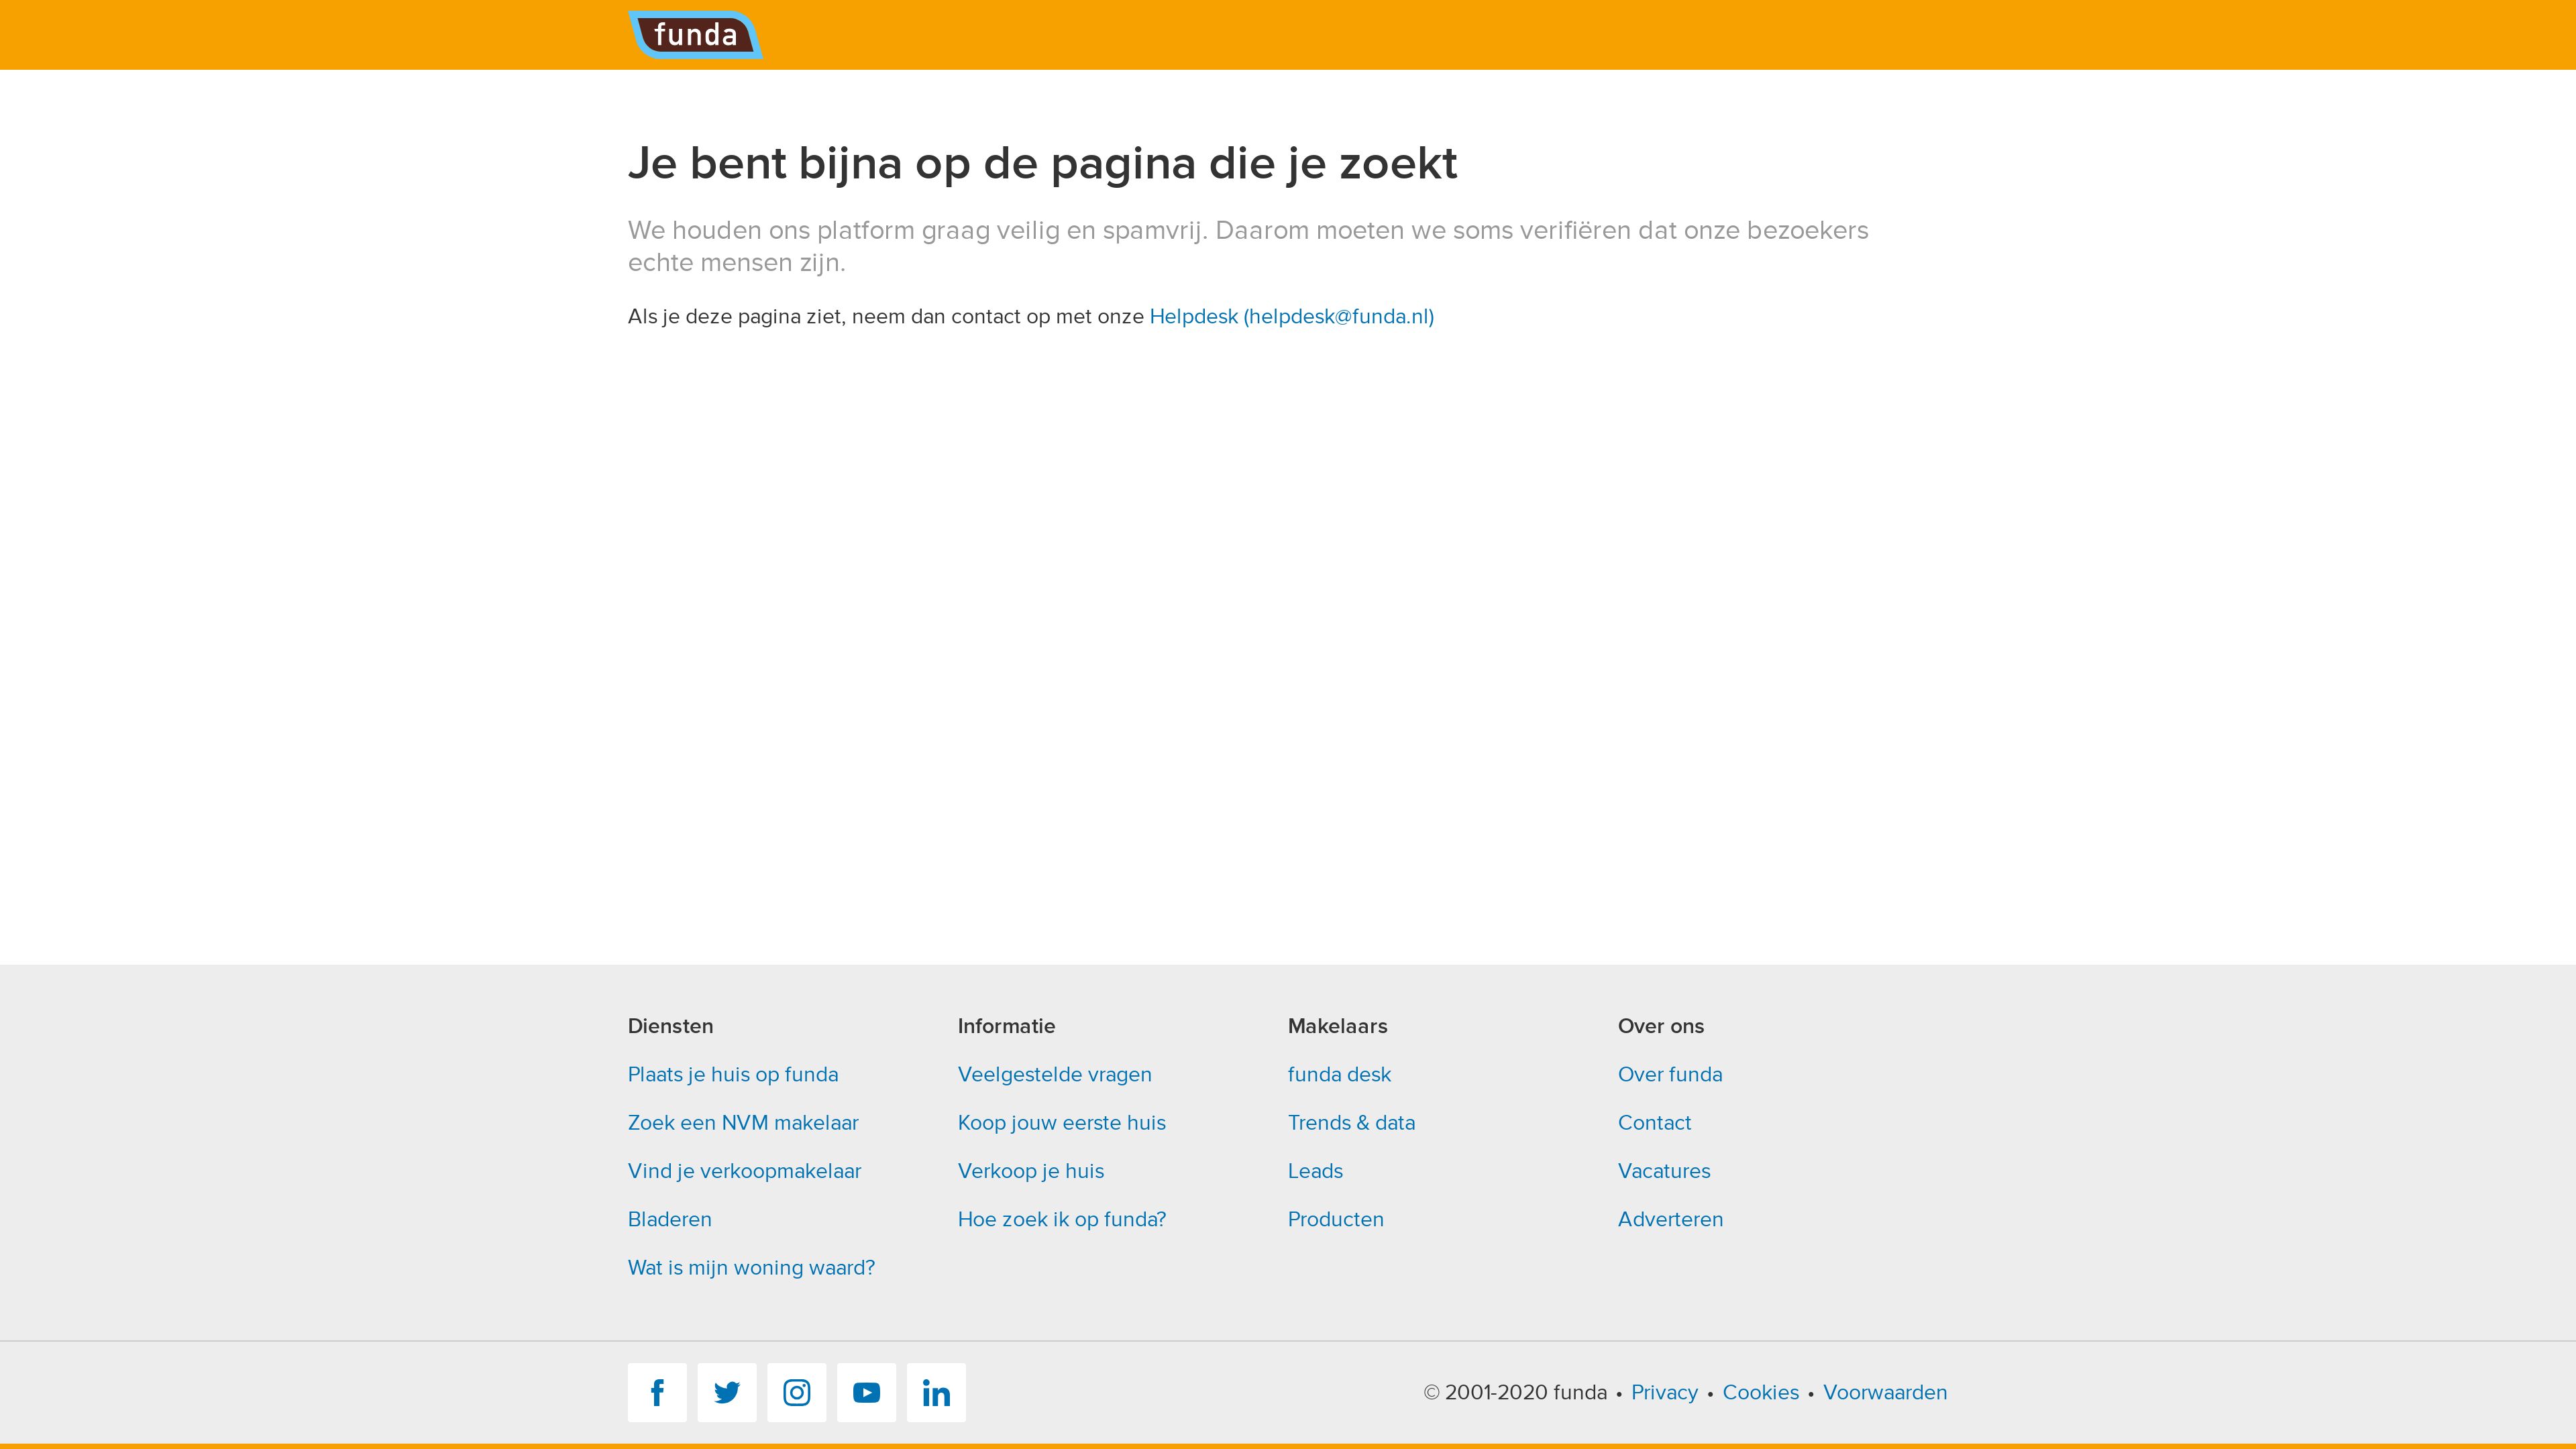 funda
Je bent bijna op de pagina die je zoekt
We houden ons platform graag veilig en spamvrij. Daarom moeten we soms verifiëren dat onze bezoekers
echte mensen zijn.
Als je deze pagina ziet, neem dan contact op met onze Helpdesk (helpdesk@funda.nl)
Diensten
Plaats je huis op funda
Zoek een NVM makelaar
Vind je verkoopmakelaar
Bladeren
Wat is mijn woning waard?
Informatie
Veelgestelde vragen
Koop jouw eerste huis
Verkoop je huis
Hoe zoek ik op funda?
Makelaars
funda desk
Trends & data
Leads
Producten
Over ons
Over funda
Contact
Vacatures
Adverteren
© 2001-2020 funda • Privacy • Cookies • Voorwaarden